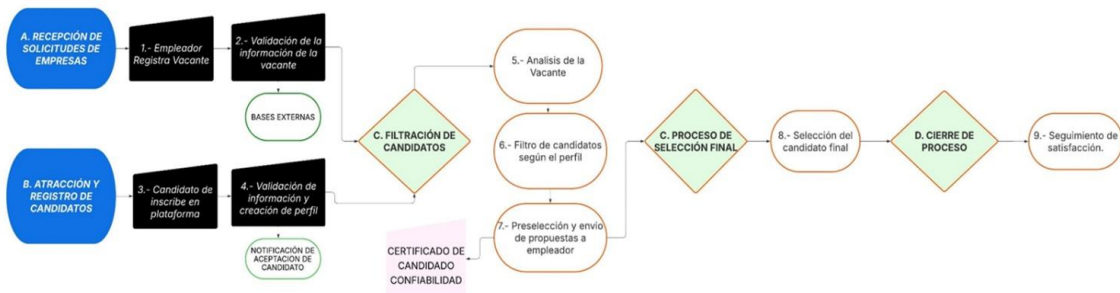 A. RECEPCIÓN DE
SOLICITUDES DE
EMPRESAS
1.- Empleador
Registra Vacante
2.- Validación de la
información de la
vacante
BASES EXTERNAS
B. ATRACCIÓN Y
REGISTRO DE
CANDIDATOS
3.- Candidato de
inscribe en
plataforma
4.- Validación de
información y
creación de perfil
NOTIFICACIÓN DE
ACEPTACION DE
CANDIDATO
C. FILTRACIÓN DE
CANDIDATOS
5.- Analisis de la
Vacante
6.- Filtro de candidatos
según el perfil
7.- Preselección y envio
de propuestas a
empleador
CERTIFICADO DE
CANDIDADO
CONFIABILIDAD
C. PROCESO DE
SELECCIÓN FINAL
8.- Selección del
candidato final
D. CIERRE DE
PROCESO
9.- Seguimiento de
satisfacción.